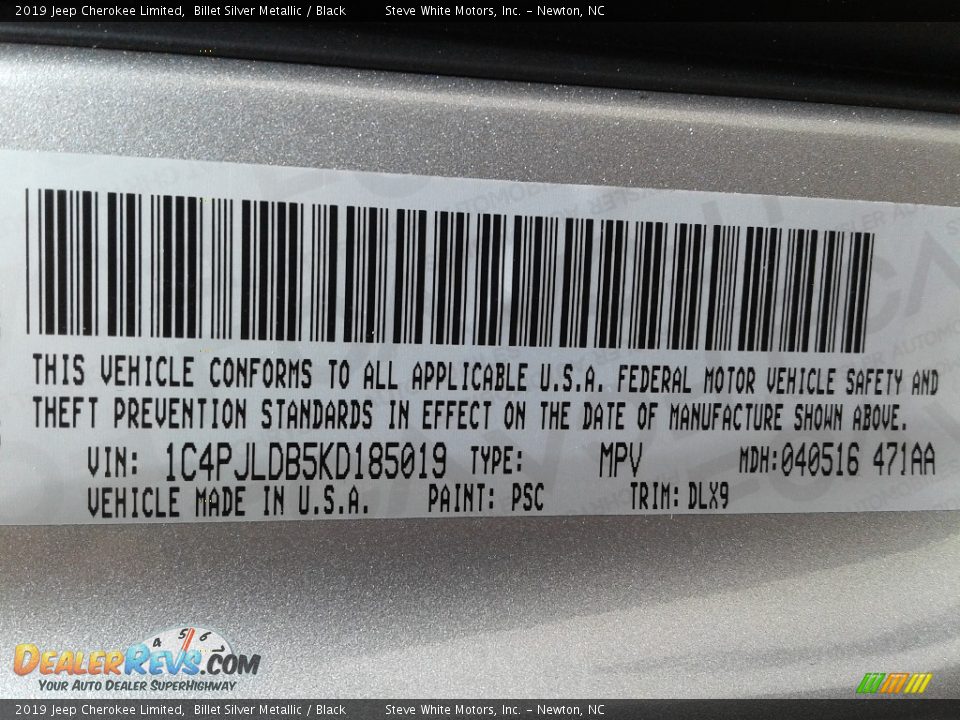 2019 Jeep Cherokee Limited, Billet Silver Metallic / Black Steve White Motors, Inc. - Newton, NC
THIS VEHICLE CONFORMS TO ALL APPLICABLE U.S.A. FEDERAL MOTOR VEHICLE SAFETY AND
THEFT PREVENTION STANDARDS IN EFFECT ON THE DATE OF MANUFACTURE SHOWN ABOVE.
VIN: 1C4PJLDB5KD185019 TYPE: MPV MDH:040516 471AA
VEHICLE MADE IN U.S.A. PAINT: PSC TRIM: DLX9
4 5 6
DEALERREVS.COM
YOUR AUTO DEALER SUPERHIGHWAY
2019 Jeep Cherokee Limited, Billet Silver Metallic / Black Steve White Motors, Inc. - Newton, NC